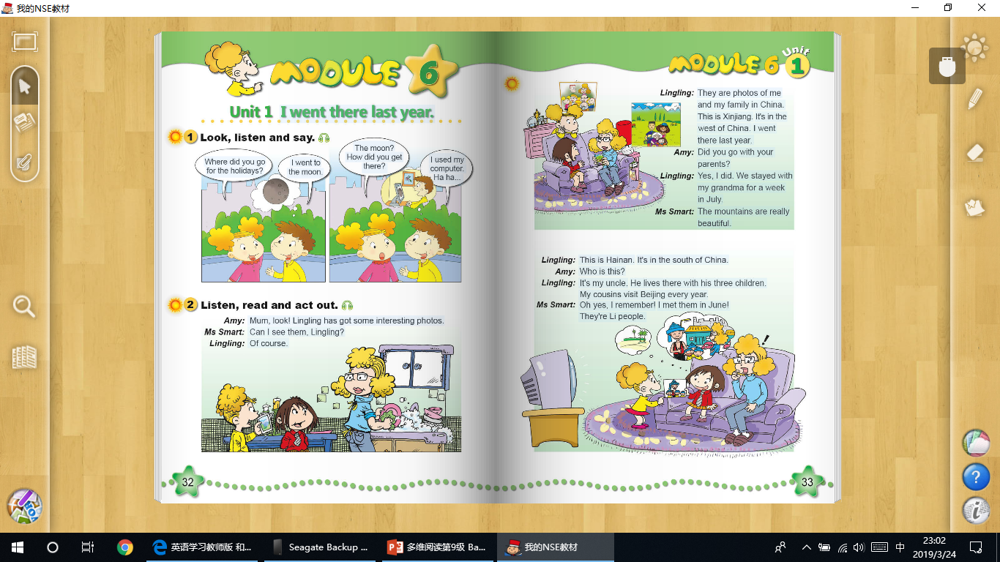 我的NSE教材
MODULE 6
Unit 1 I went there last year.
1 Look, listen and say.
Where did you go
for the holidays?
I went to
the moon.
The moon?
How did you get
there?
I used my
computer.
Ha ha...
2 Listen, read and act out.
Amy: Mum, look! Lingling has got some interesting photos.
Ms Smart: Can I see them, Lingling?
Lingling: Of course.
32
MODULE 6 Unit 1
Lingling: They are photos of me
and my family in China.
This is Xinjiang. It's in the
west of China. I went
there last year.
Amy: Did you go with your
parents?
Lingling: Yes, I did. We stayed with
my grandma for a week
in July.
Ms Smart: The mountains are really
beautiful.
Lingling: This is Hainan. It's in the south of China.
Amy: Who is this?
Lingling: It's my uncle. He lives there with his three children.
My cousins visit Beijing every year.
Ms Smart: Oh yes, I remember! I met them in June!
They're Li people.
!
33
?
i
英语学习教师版 和...
Seagate Backup ...
多维阅读第9级 Ba...
我的NSE教材
中
23:02
2019/3/24